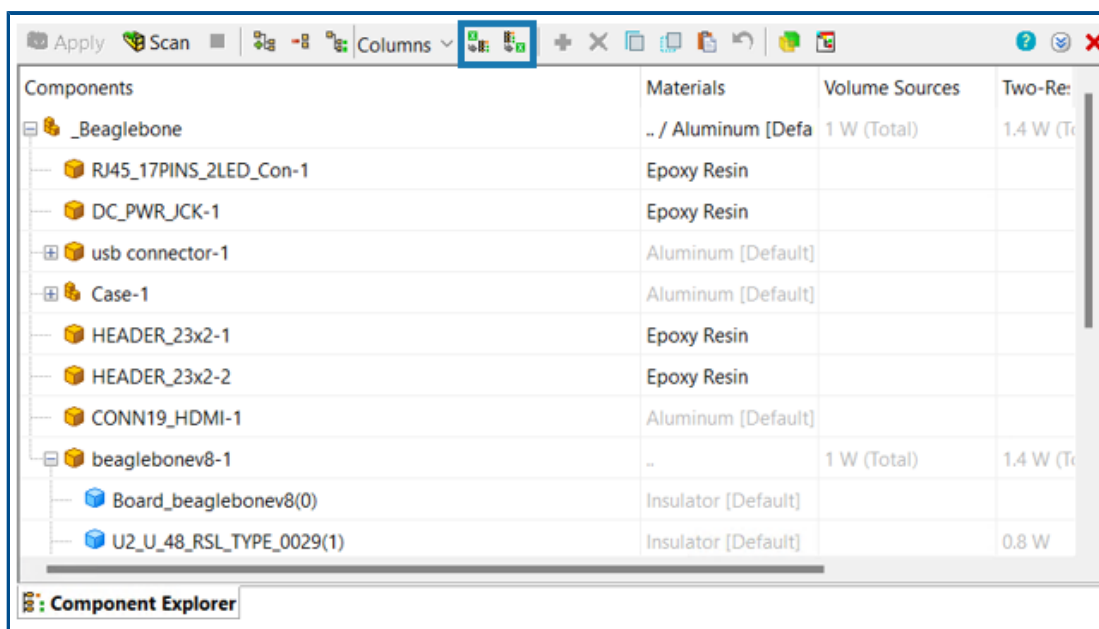 Apply Scan Columns
Components Materials Volume Sources Two-Re
_Beaglebone .. / Aluminum [Defa 1 W (Total) 1.4 W (To
RJ45_17PINS_2LED_Con-1 Epoxy Resin
DC_PWR_JCK-1 Epoxy Resin
usb connector-1 Aluminum [Default]
Case-1 Aluminum [Default]
HEADER_23x2-1 Epoxy Resin
HEADER_23x2-2 Epoxy Resin
CONN19_HDMI-1 Aluminum [Default]
beaglebonev8-1 .. 1 W (Total) 1.4 W (To
Board_beaglebonev8(0) Insulator [Default]
U2_U_48_RSL_TYPE_0029(1) Insulator [Default] 0.8 W
Component Explorer